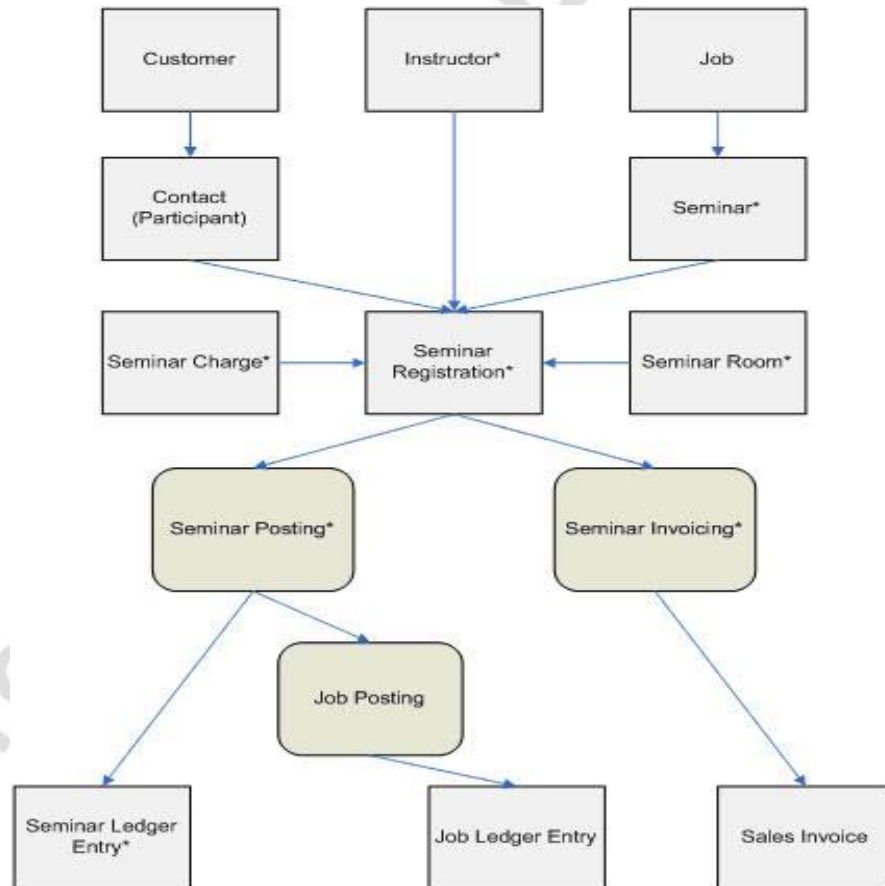 Customer
Instructor*
Job
Contact
(Participant)
Seminar*
Seminar Charge*
Seminar
Registration*
Seminar Room*
Seminar Posting*
Seminar Invoicing*
Job Posting
Seminar Ledger
Entry*
Job Ledger Entry
Sales Invoice